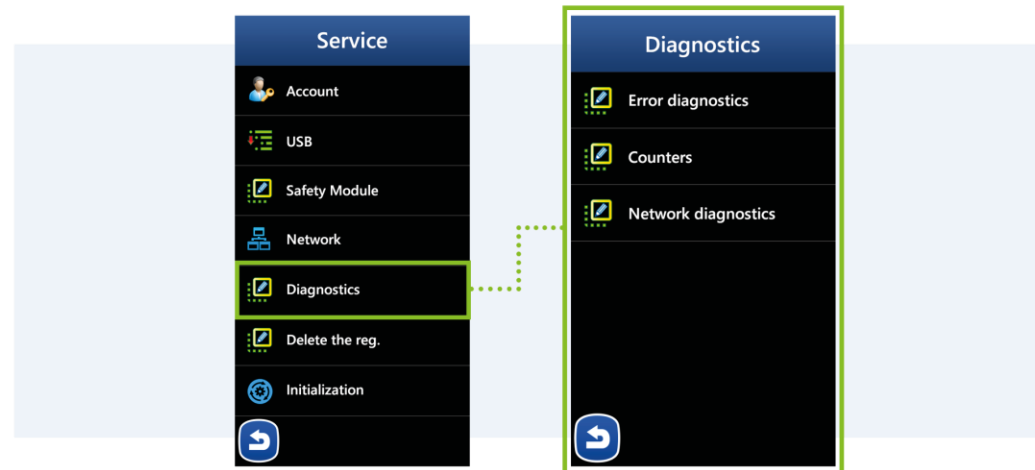 Service
Account
USB
Safety Module
Network
Diagnostics
Delete the reg.
Initialization
Diagnostics
Error diagnostics
Counters
Network diagnostics